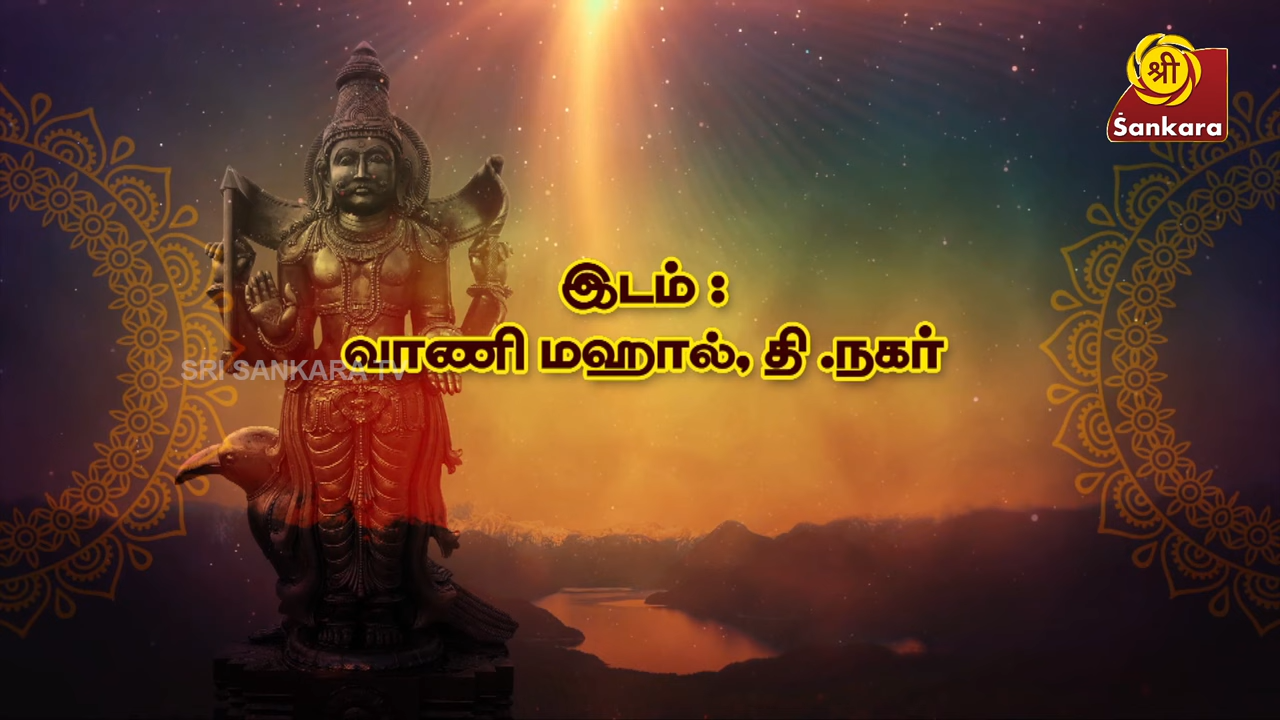 श्री
Sankara
இடம் :
வாணி மஹால், தி .நகர்
SRI SANKARA TV